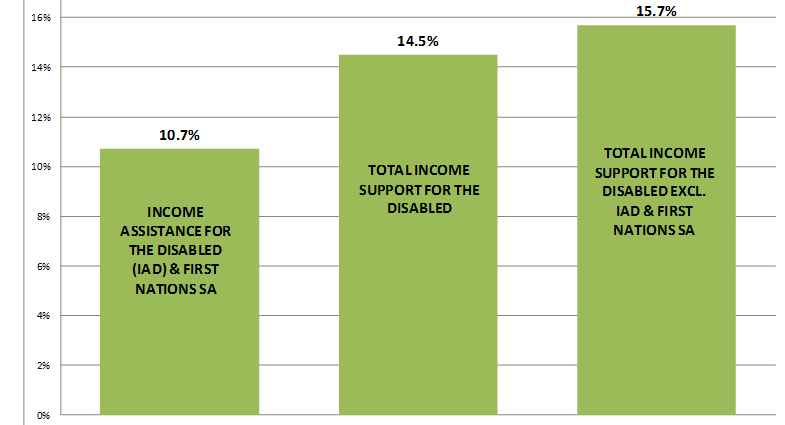 16%
14%
12%
10%
8%
6%
4%
2%
0%
10.7%
INCOME
ASSISTANCE FOR
THE DISABLED
(IAD) & FIRST
NATIONS SA
14.5%
TOTAL INCOME
SUPPORT FOR THE
DISABLED
15.7%
TOTAL INCOME
SUPPORT FOR THE
DISABLED EXCL.
IAD & FIRST
NATIONS SA